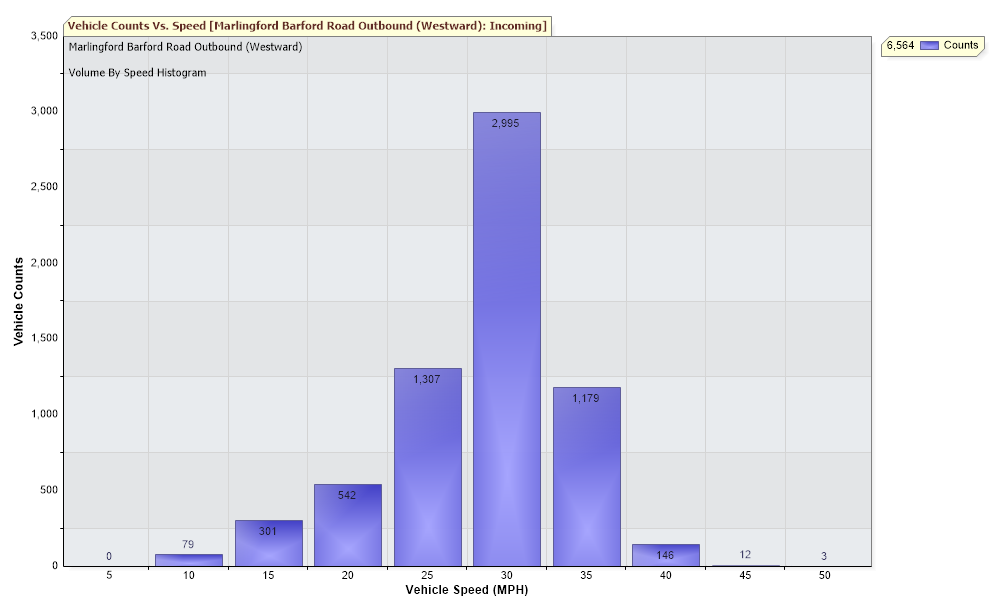 Vehicle Counts Vs. Speed [Marlingford Barford Road Outbound (Westward): Incoming]
Marlingford Barford Road Outbound (Westward)
Volume By Speed Histogram
6,564 Counts
Vehicle Counts
3,500
3,000
2,500
2,000
1,500
1,000
500
0
0 79 301 542 1,307 2,995 1,179 146 12 3
5 10 15 20 25 30 35 40 45 50
Vehicle Speed (MPH)